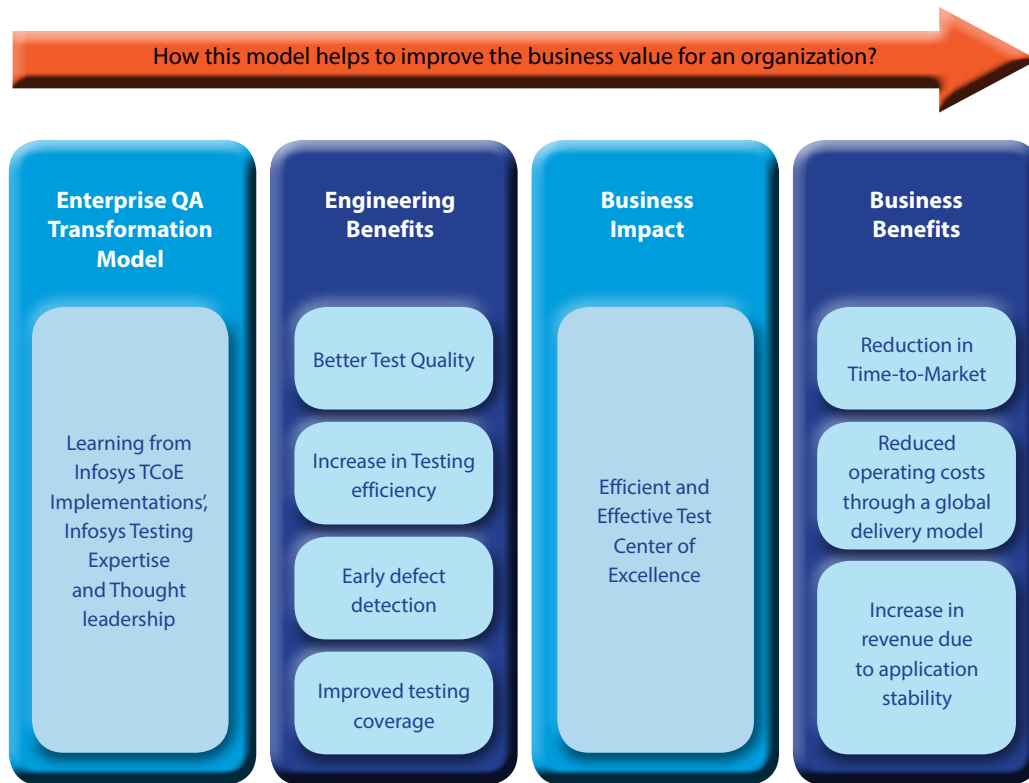 How this model helps to improve the business value for an organization?
Enterprise QA
Transformation
Model
Learning from
Infosys TCoE
Implementations’,
Infosys Testing
Expertise
and Thought
leadership
Engineering
Benefits
Better Test Quality
Increase in Testing
efficiency
Early defect
detection
Improved testing
coverage
Business
Impact
Efficient and
Effective Test
Center of
Excellence
Business
Benefits
Reduction in
Time-to-Market
Reduced
operating costs
through a global
delivery model
Increase in
revenue due
to application
stability